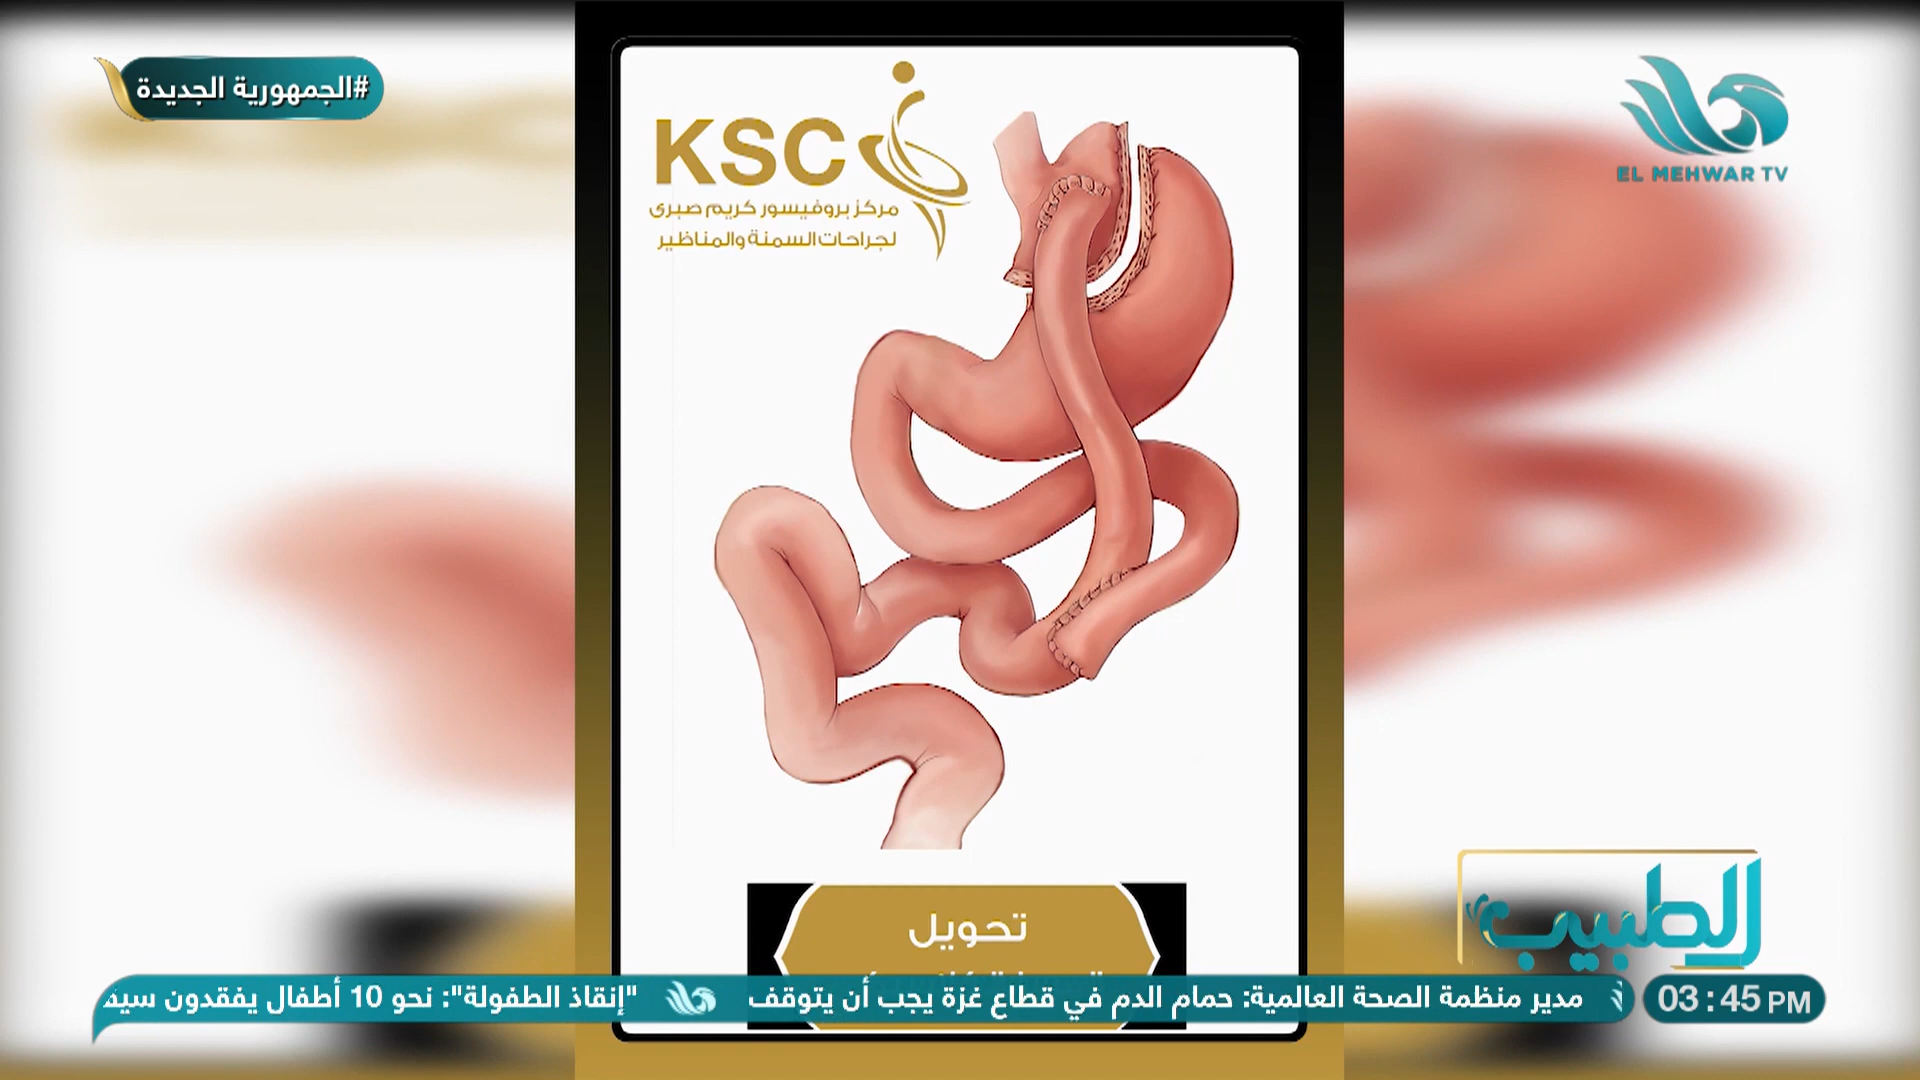 #الجمهورية الجديدة
EL MEHWAR TV
KSC
مركز بروفيسور كريم صبرى
لجراحات السمنة والمناظير
تحويل
الطبيب
مدير منظمة الصحة العالمية: حمام الدم في قطاع غزة يجب أن يتوقف
"إنقاذ الطفولة": نحو 10 أطفال يفقدون
03:45 PM